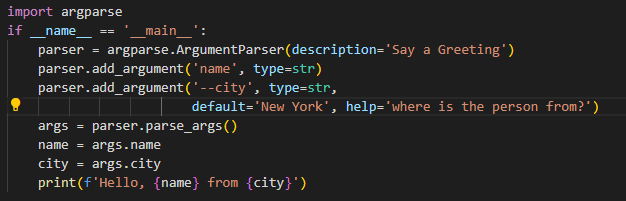 import argparse
if __name__ == '__main__':
    parser = argparse.ArgumentParser(description='Say a Greeting')
    parser.add_argument('name', type=str)
    parser.add_argument('--city', type=str,
                        default='New York', help='where is the person from?')
    args = parser.parse_args()
    name = args.name
    city = args.city
    print(f'Hello, {name} from {city}')